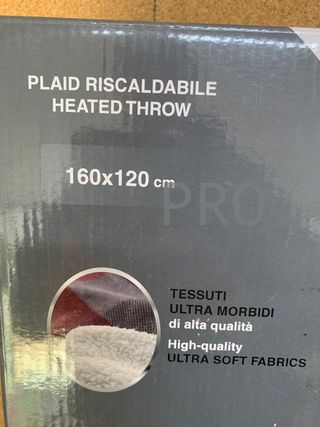 PLAID RISCALDABILE
HEATED THROW
160x120 cm
PRO
TESSUTI
ULTRA MORBIDI
di alta qualità
High-quality
ULTRA SOFT FABRICS